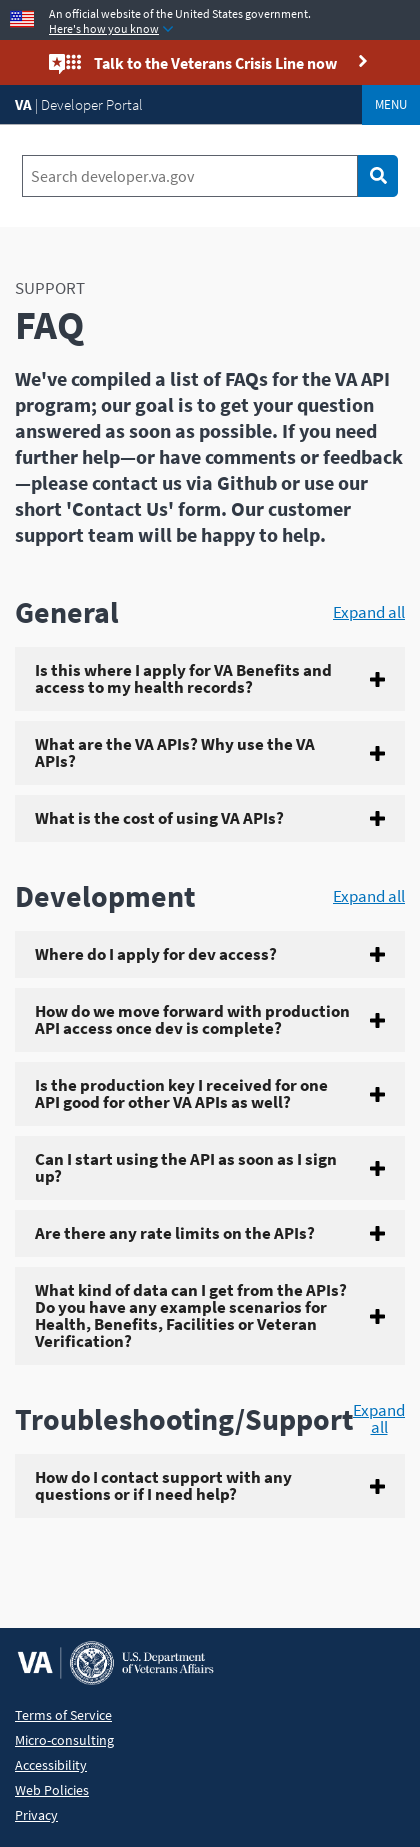 An official website of the United States government.
Here's how you know
Talk to the Veterans Crisis Line now
VA | Developer Portal
MENU
Search developer.va.gov
SUPPORT
FAQ
We've compiled a list of FAQs for the VA API
program; our goal is to get your question
answered as soon as possible. If you need
further help—or have comments or feedback
—please contact us via Github or use our
short 'Contact Us' form. Our customer
support team will be happy to help.
General
Expand all
Is this where I apply for VA Benefits and
access to my health records?
What are the VA APIs? Why use the VA
APIs?
What is the cost of using VA APIs?
Development
Expand all
Where do I apply for dev access?
How do we move forward with production
API access once dev is complete?
Is the production key I received for one
API good for other VA APIs as well?
Can I start using the API as soon as I sign
up?
Are there any rate limits on the APIs?
What kind of data can I get from the APIs?
Do you have any example scenarios for
Health, Benefits, Facilities or Veteran
Verification?
Troubleshooting/Support
Expand
all
How do I contact support with any
questions or if I need help?
VA
U.S. Department
of Veterans Affairs
Terms of Service
Micro-consulting
Accessibility
Web Policies
Privacy